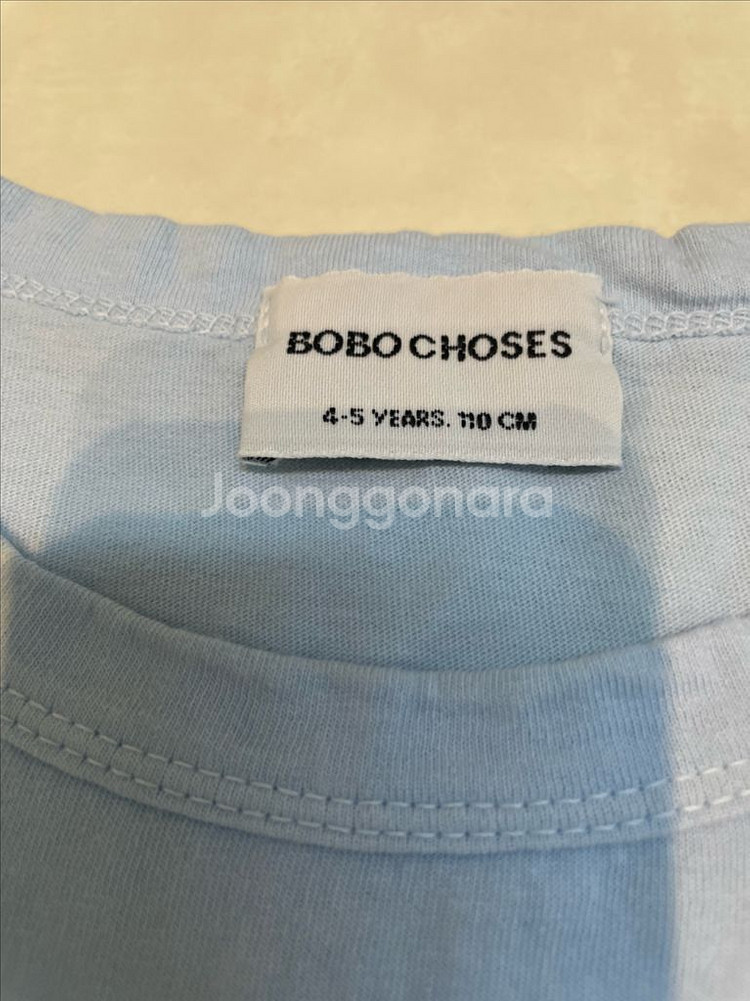 BOBO CHOSES
4-5 YEARS. 110 CM
Joonggonara